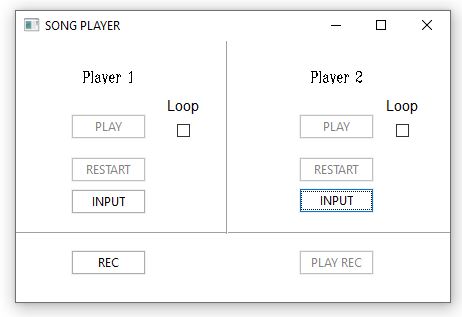 SONG PLAYER
Player 1
Loop
PLAY
RESTART
INPUT
Player 2
Loop
PLAY
RESTART
INPUT
REC
PLAY REC